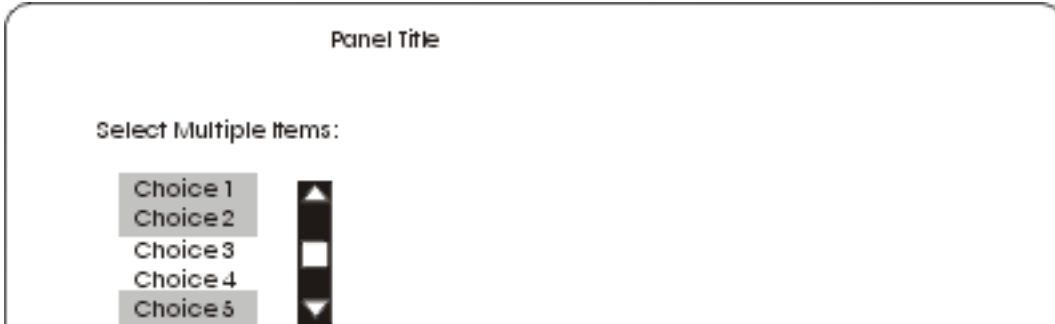 Panel Title
Select Multiple Items:
Choice 1
Choice 2
Choice 3
Choice 4
Choice 5